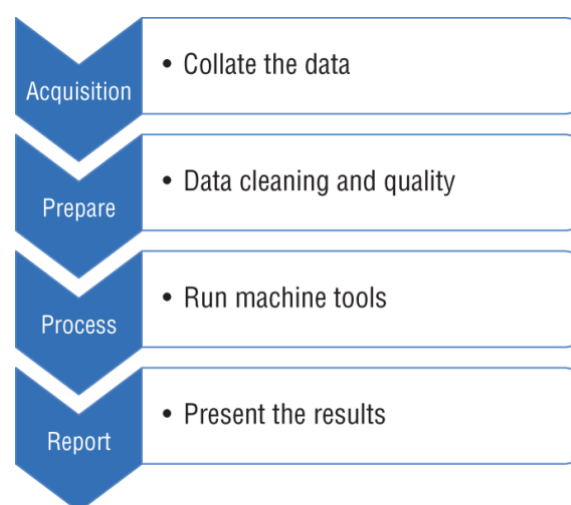 Acquisition
• Collate the data
Prepare
• Data cleaning and quality
Process
• Run machine tools
Report
• Present the results